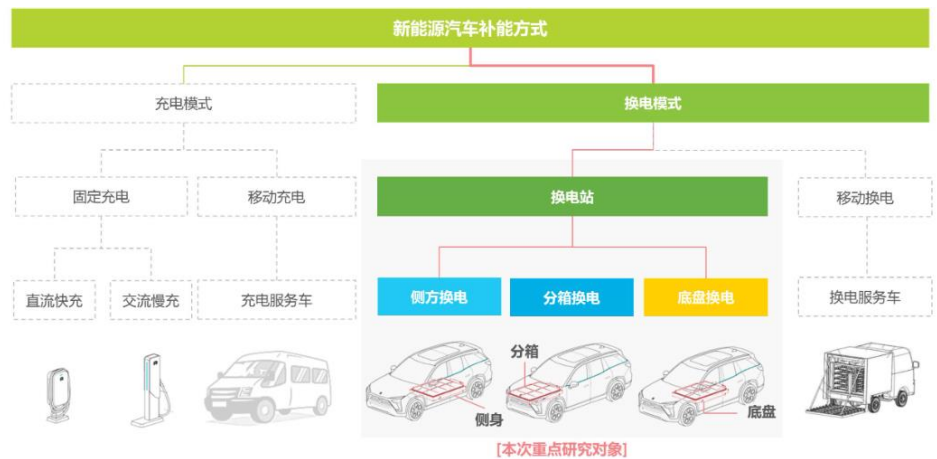 新能源汽车补能方式
充电模式
换电模式
固定充电
移动充电
换电站
移动换电
直流快充
交流慢充
充电服务车
侧方换电
分箱换电
底盘换电
换电服务车
分箱
侧身
底盘
[本次重点研究对象]